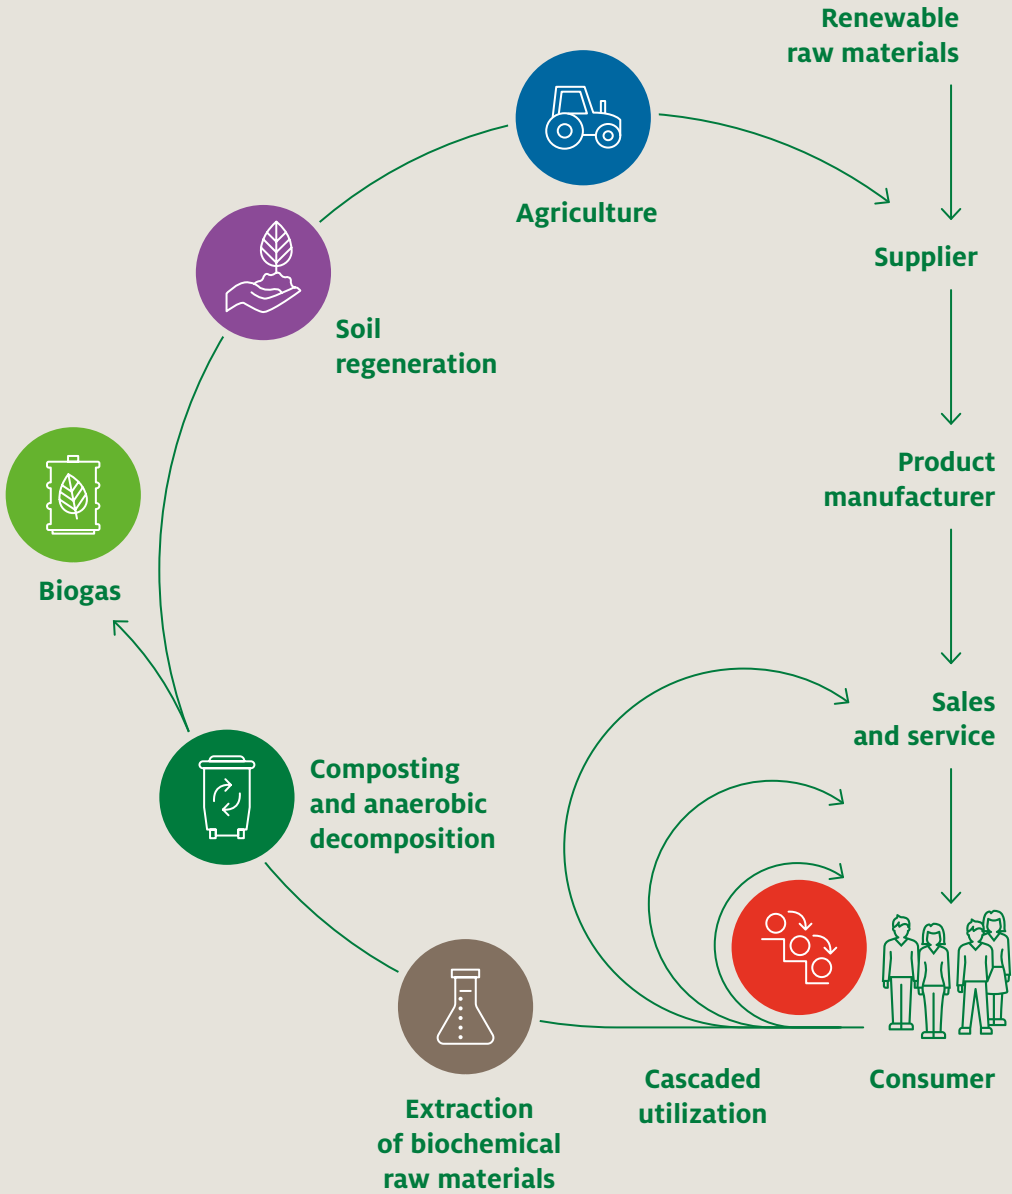 Renewable
raw materials
Agriculture
Supplier
Soil
regeneration
Product
manufacturer
Biogas
Sales
and service
Composting
and anaerobic
decomposition
Cascaded
utilization
Consumer
Extraction
of biochemical
raw materials